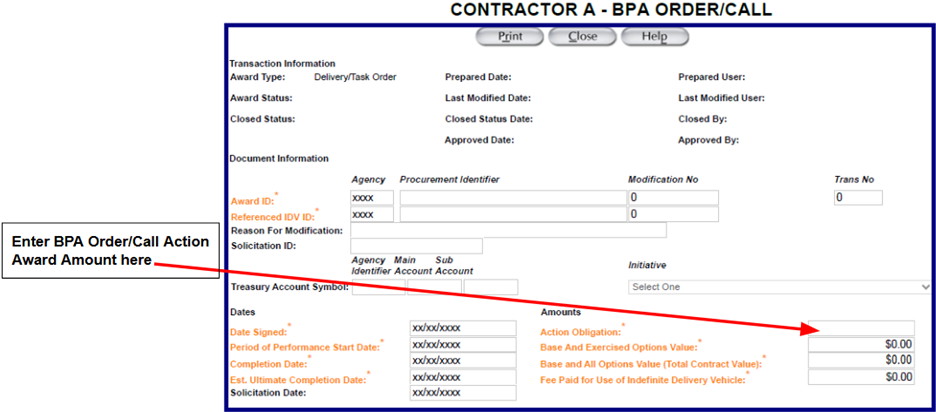 CONTRACTOR A - BPA ORDER/CALL
Print Close Help
Transaction Information
Award Type: Delivery/Task Order Prepared Date: Prepared User:
Award Status: Last Modified Date: Last Modified User:
Closed Status: Closed Status Date: Closed By:
Approved Date: Approved By:
Document Information
Agency Procurement Identifier Modification No Trans No
Award ID:* xxxx 0 0
Referenced IDV ID:* xxxx 0
Reason For Modification:
Solicitation ID:
Agency Main Sub
Identifier Account Account Initiative
Treasury Account Symbol: Select One
Enter BPA Order/Call Action
Award Amount here
Dates Amounts
Date Signed:* xx/xx/xxxx Action Obligation:*
Period of Performance Start Date:* xx/xx/xxxx Base And Exercised Options Value:* $0.00
Completion Date:* xx/xx/xxxx Base and All Options Value (Total Contract Value):* $0.00
Est. Ultimate Completion Date:* xx/xx/xxxx Fee Paid for Use of Indefinite Delivery Vehicle:* $0.00
Solicitation Date: xx/xx/xxxx